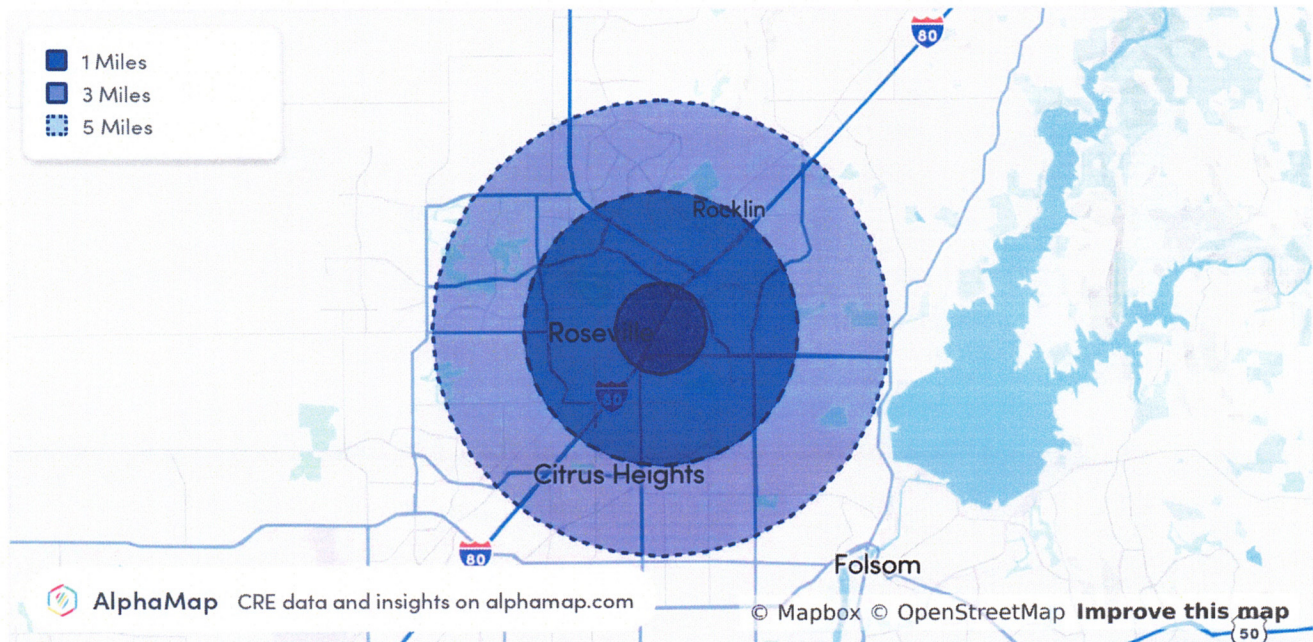 80
1 Miles
3 Miles
5 Miles
Rocklin
Roseville
80
Citrus Heights
80
Folsom
AlphaMap CRE data and insights on alphamap.com
© Mapbox © OpenStreetMap Improve this map
50